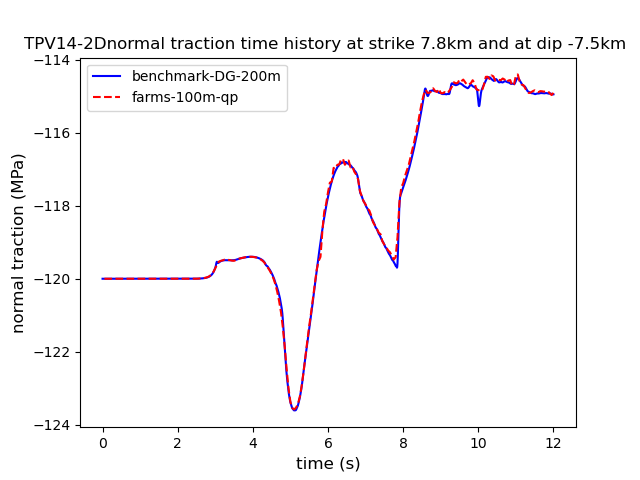 TPV14-2Dnormal traction time history at strike 7.8km and at dip -7.5km
benchmark-DG-200m
farms-100m-qp
normal traction (MPa)
−114
−116
−118
−120
−122
−124
0 2 4 6 8 10 12
time (s)